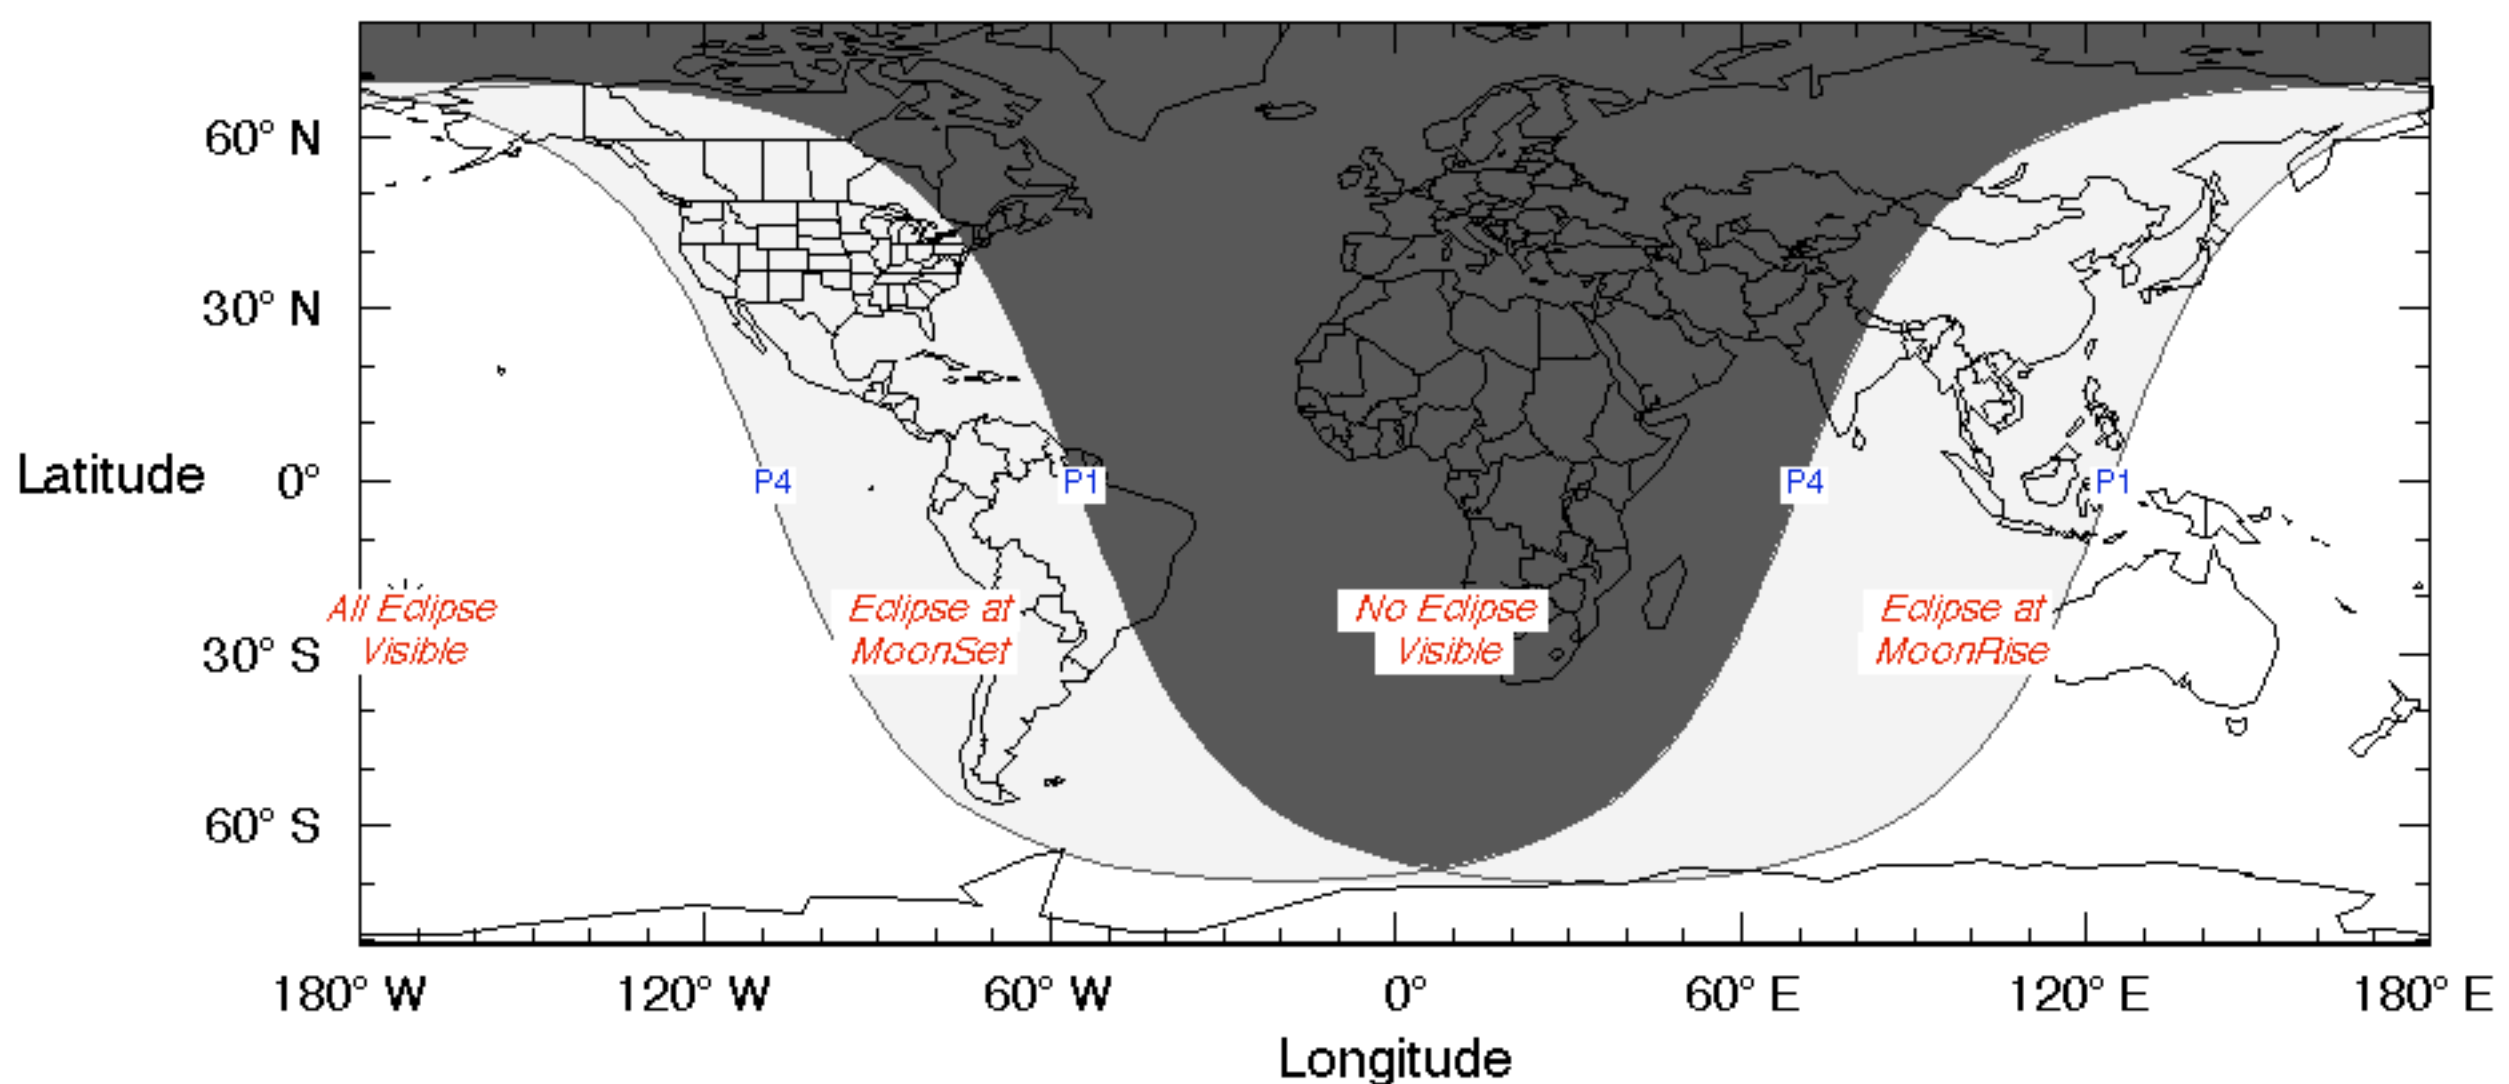 60° N
30° N
Latitude 0°
P4 P1 P4 P1
All Eclipse Visible
Eclipse at MoonSet
No Eclipse Visible
Eclipse at MoonRise
30° S
60° S
180° W 120° W 60° W 0° 60° E 120° E 180° E
Longitude